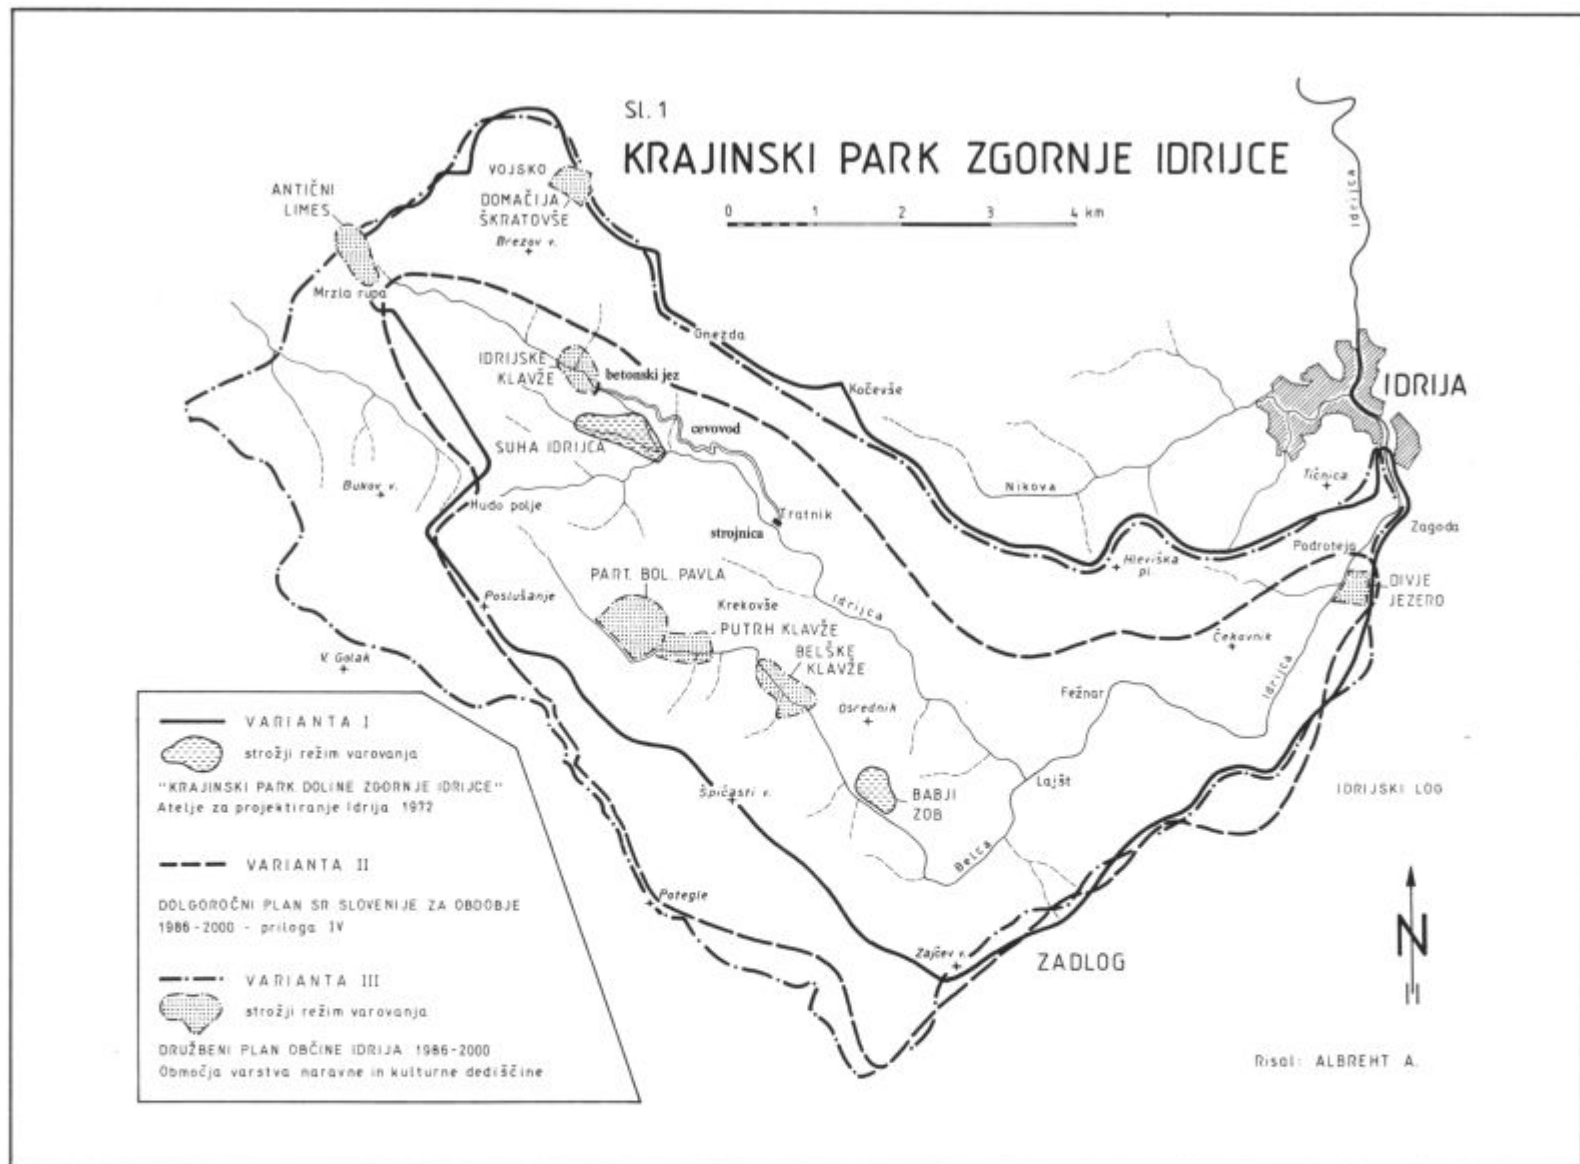 Sl. 1
KRAJINSKI PARK ZGORNJE IDRIJCE
0 1 2 3 4 km
VOJSKO
DOMAČIJA
ŠKRATOVŠE
Brezov v.
ANTIČNI
LIMES
Mrzla rupa
Idrijca
Gnezda
IDRIJSKE
KLAVŽE
betonski jez
Kočevše
IDRIJA
cevovod
SUHA IDRIJCA
Bukov v.
Hudo polje
Nikova
Tičnica
Tratnik
strojnica
Zagoda
Podroteja
Hleviška
pl.
DIVJE
JEZERO
PART. BOL. PAVLA
Poslušanje
Krekovše
Idrijca
PUTRH KLAVŽE
BELŠKE
KLAVŽE
Čekovnik
V. Golak
Idrijca
Fežnar
Osrednik
Lajšt
BABJI
ZOB
IDRIJSKI LOG
Špičasti v.
Belca
Potegle
Zajčev v.
ZADLOG
N
VARIANTA I
strožji režim varovanja
"KRAJINSKI PARK DOLINE ZGORNJE IDRIJCE"
Atelje za projektiranje Idrija 1972
VARIANTA II
DOLGOROČNI PLAN SR SLOVENIJE ZA OBDOBJE
1986-2000 - priloga IV
VARIANTA III
strožji režim varovanja
DRUŽBENI PLAN OBČINE IDRIJA 1986-2000
Območja varstva naravne in kulturne dediščine
Risal: ALBREHT A.